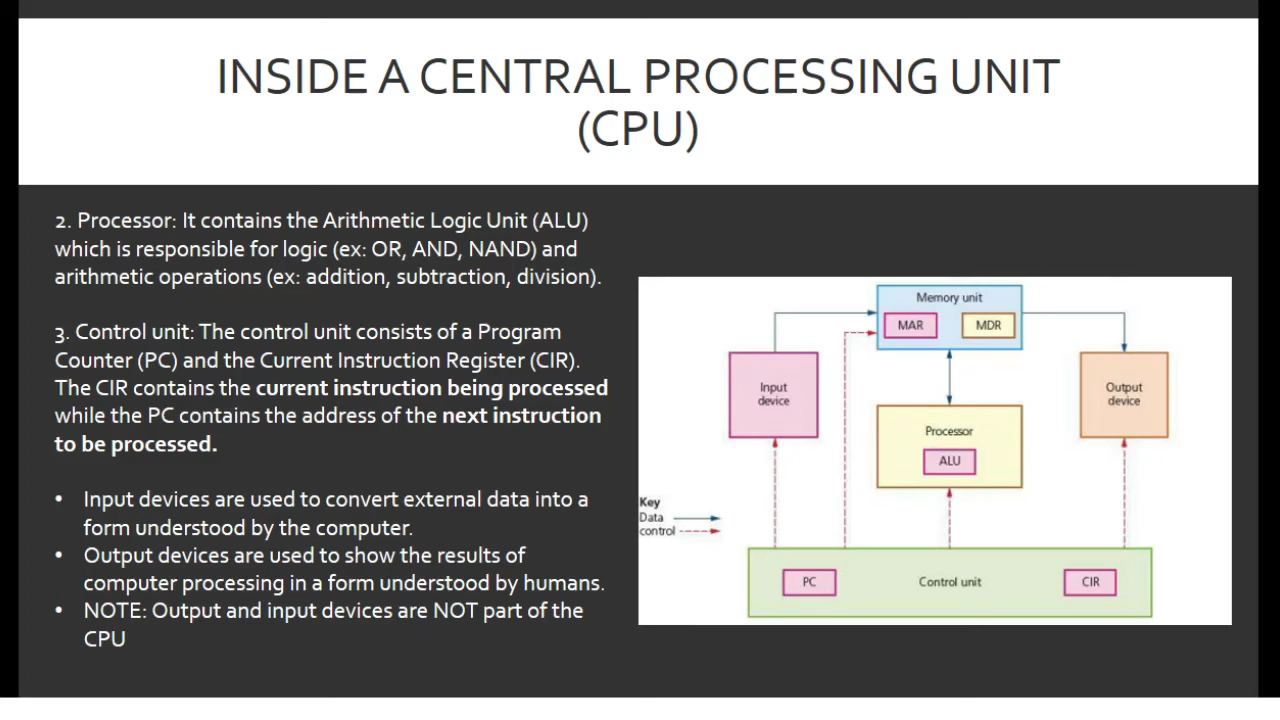 INSIDE A CENTRAL PROCESSING UNIT
(CPU)
2. Processor: It contains the Arithmetic Logic Unit (ALU)
which is responsible for logic (ex: OR, AND, NAND) and
arithmetic operations (ex: addition, subtraction, division).
3. Control unit: The control unit consists of a Program
Counter (PC) and the Current Instruction Register (CIR).
The CIR contains the current instruction being processed
while the PC contains the address of the next instruction
to be processed.
• Input devices are used to convert external data into a
form understood by the computer.
• Output devices are used to show the results of
computer processing in a form understood by humans.
• NOTE: Output and input devices are NOT part of the
CPU
Memory unit
MAR
MDR
Input
device
Output
device
Processor
ALU
Key
Data
control
PC
Control unit
CIR